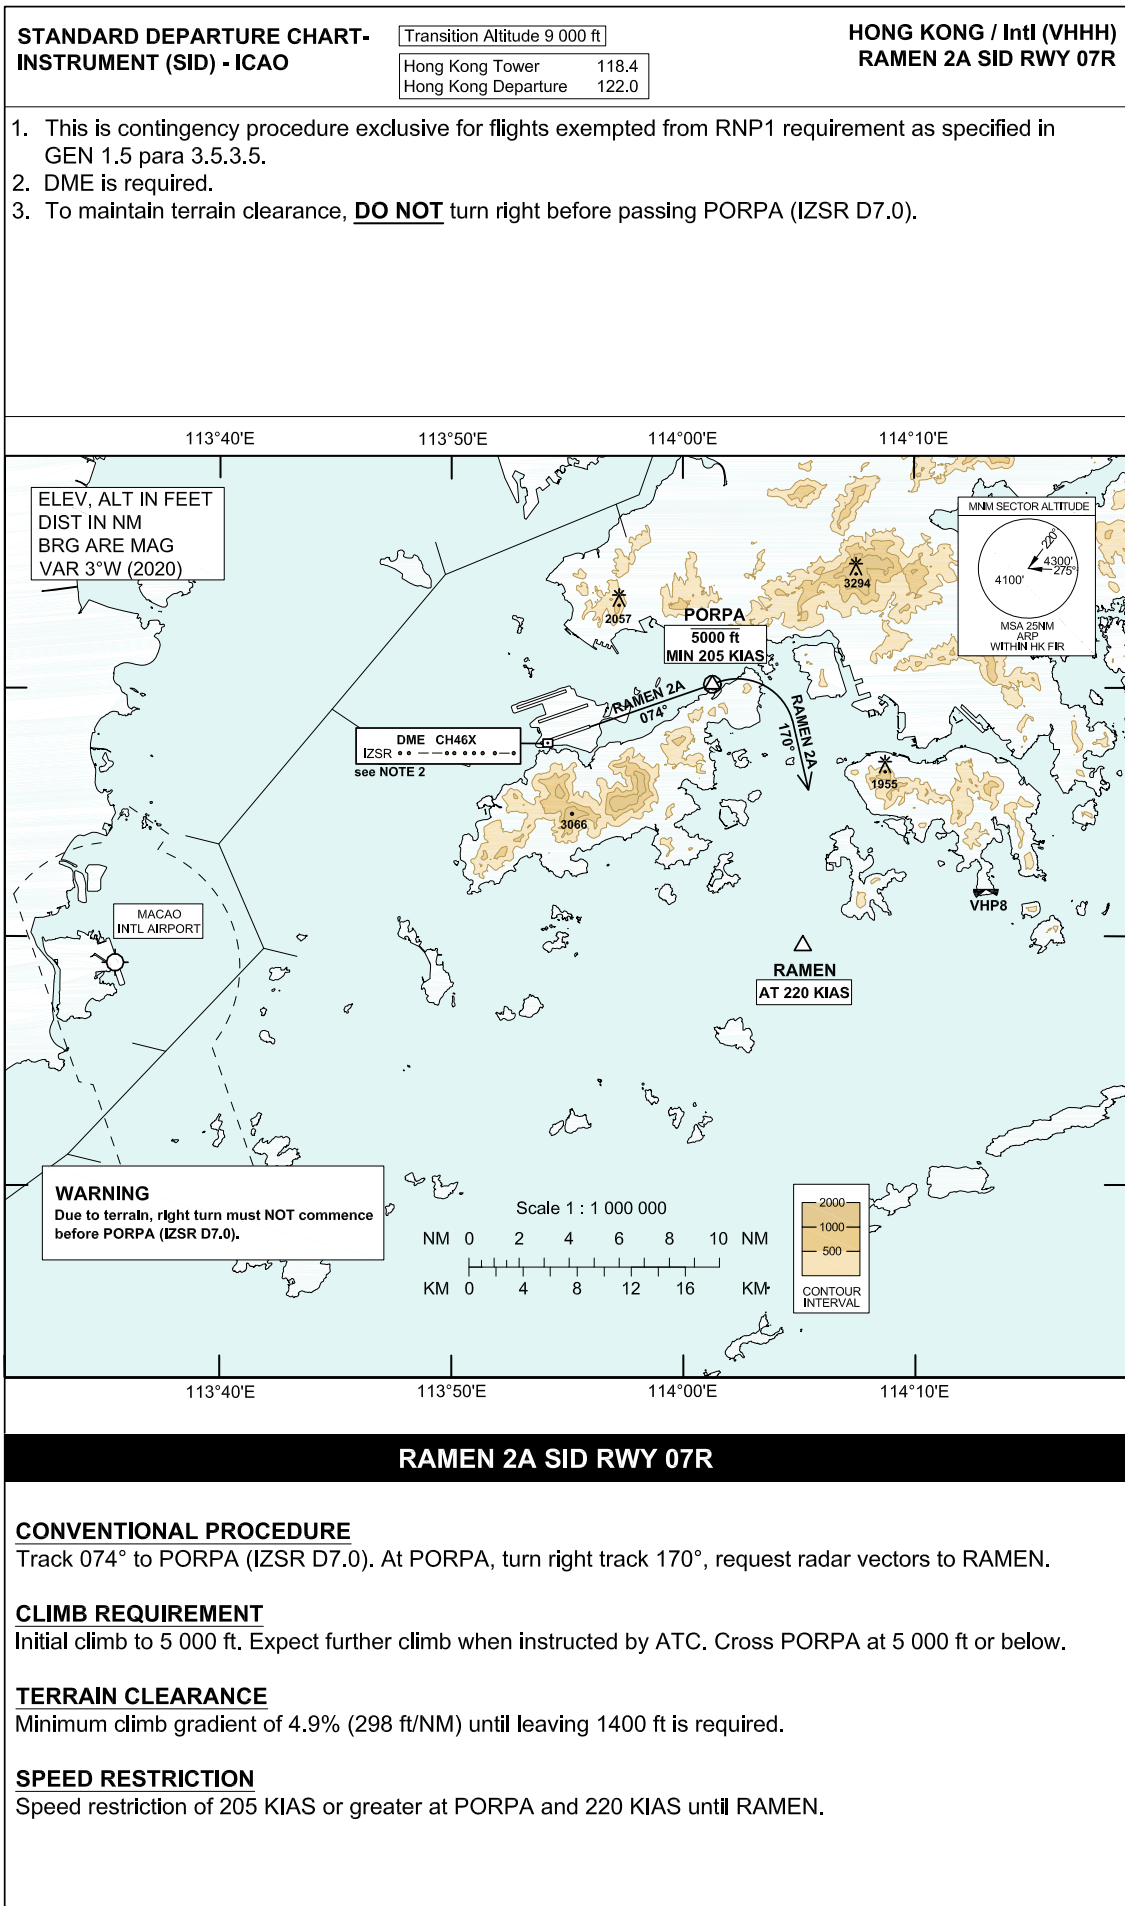 STANDARD DEPARTURE CHART-
INSTRUMENT (SID) - ICAO
Transition Altitude 9 000 ft
Hong Kong Tower 118.4
Hong Kong Departure 122.0
HONG KONG / Intl (VHHH)
RAMEN 2A SID RWY 07R
1. This is contingency procedure exclusive for flights exempted from RNP1 requirement as specified in
GEN 1.5 para 3.5.3.5.
2. DME is required.
3. To maintain terrain clearance, DO NOT turn right before passing PORPA (IZSR D7.0).
113°40'E 113°50'E 114°00'E 114°10'E
ELEV, ALT IN FEET
DIST IN NM
BRG ARE MAG
VAR 3°W (2020)
MNM SECTOR ALTITUDE
220°
4300'
275°
4100'
MSA 25NM
ARP
WITHIN HK FIR
3294
2057
PORPA
5000 ft
MIN 205 KIAS
RAMEN 2A
074°
RAMEN 2A
170°
DME CH46X
IZSR
see NOTE 2
1955
3066
VHP8
MACAO
INTL AIRPORT
RAMEN
AT 220 KIAS
WARNING
Due to terrain, right turn must NOT commence
before PORPA (IZSR D7.0).
Scale 1 : 1 000 000
NM 0 2 4 6 8 10 NM
KM 0 4 8 12 16 KM
2000
1000
500
CONTOUR
INTERVAL
113°40'E 113°50'E 114°00'E 114°10'E
RAMEN 2A SID RWY 07R
CONVENTIONAL PROCEDURE
Track 074° to PORPA (IZSR D7.0). At PORPA, turn right track 170°, request radar vectors to RAMEN.
CLIMB REQUIREMENT
Initial climb to 5 000 ft. Expect further climb when instructed by ATC. Cross PORPA at 5 000 ft or below.
TERRAIN CLEARANCE
Minimum climb gradient of 4.9% (298 ft/NM) until leaving 1400 ft is required.
SPEED RESTRICTION
Speed restriction of 205 KIAS or greater at PORPA and 220 KIAS until RAMEN.